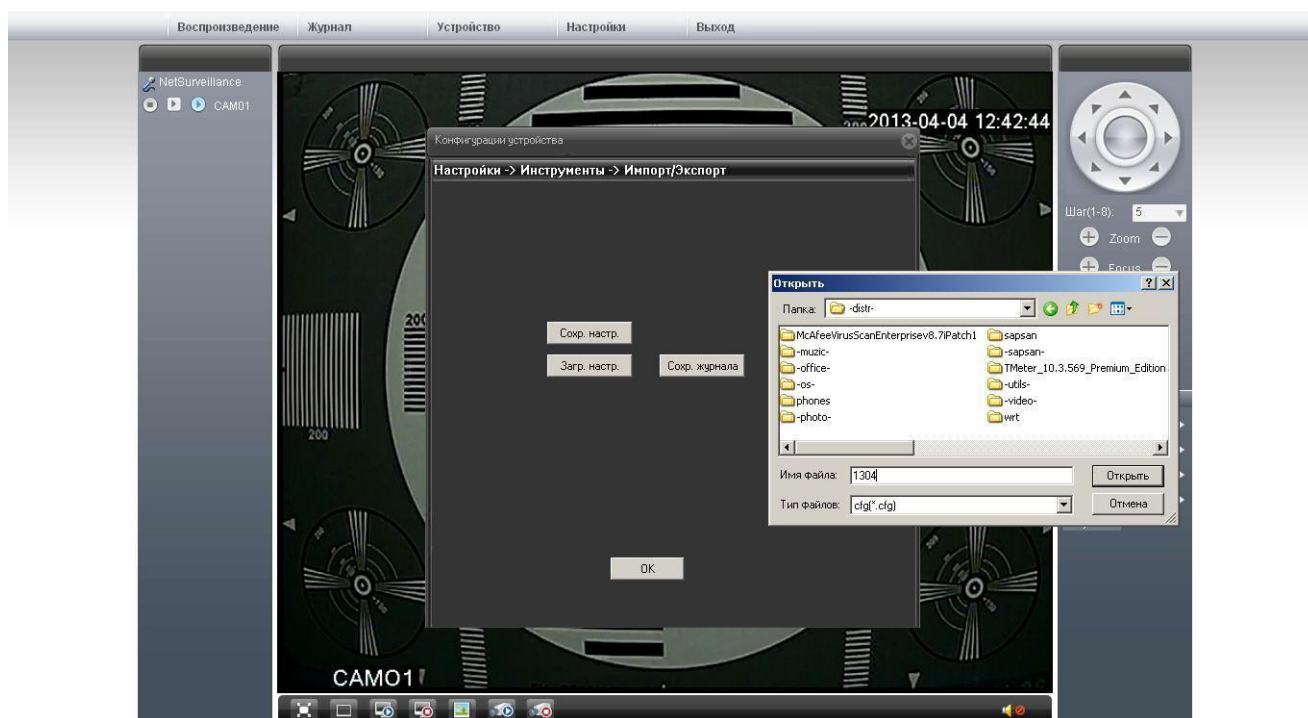 Воспроизведение Журнал Устройство Настройки Выход
NetSurveillance
CAM01
2013-04-04 12:42:44
Конфигурации устройства
Настройки -> Инструменты -> Импорт/Экспорт
Шаг(1-8): 5
Zoom
Focus
Открыть
Папка: -distr-
McAfeeVirusScanEnterprisev8.7iPatch1 sapsan
-muzic- -sapsan-
-office- TMeter_10.3.569_Premium_Edition
-os- -utils-
phones -video-
-photo- wrt
200
Сохр. настр.
Загр. настр. Сохр. журнала
200
Имя файла: 1304 Открыть
Тип файлов: cfg(*.cfg) Отмена
OK
CAM01